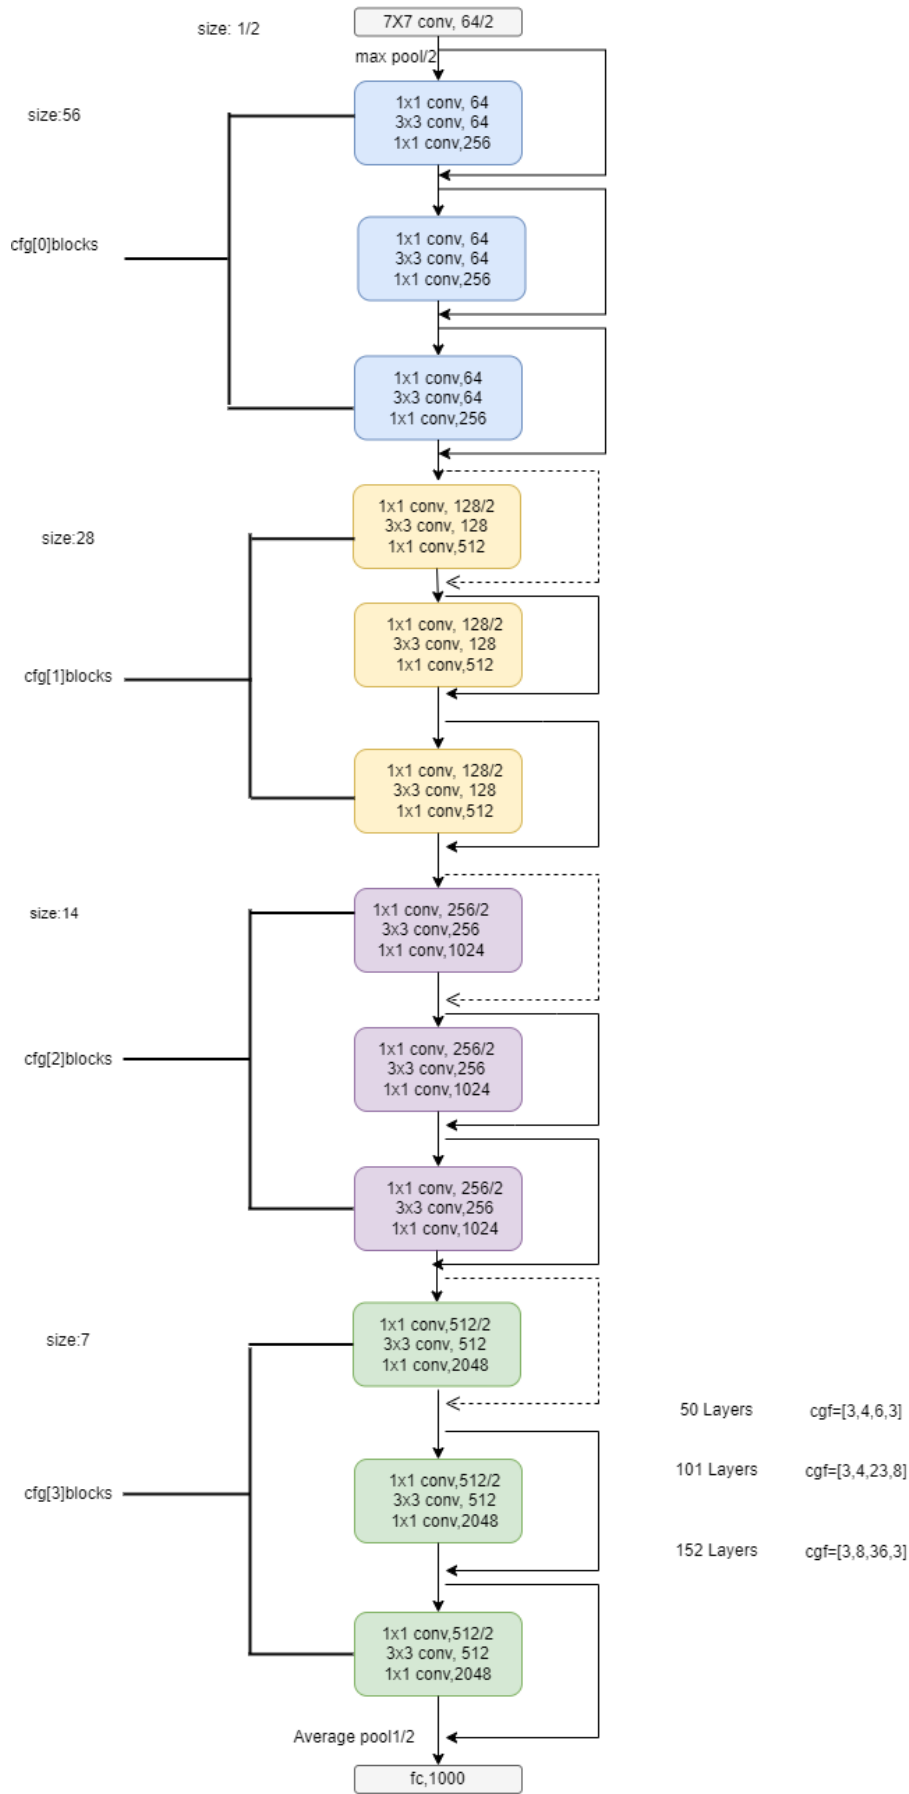 size: 1/2
7X7 conv, 64/2
max pool/2
size:56
1x1 conv, 64
3x3 conv, 64
1x1 conv,256
cfg[0]blocks
1x1 conv, 64
3x3 conv, 64
1x1 conv,256
1x1 conv,64
3x3 conv,64
1x1 conv,256
size:28
1x1 conv, 128/2
3x3 conv, 128
1x1 conv,512
cfg[1]blocks
1x1 conv, 128/2
3x3 conv, 128
1x1 conv,512
1x1 conv, 128/2
3x3 conv, 128
1x1 conv,512
size:14
1x1 conv, 256/2
3x3 conv,256
1x1 conv,1024
cfg[2]blocks
1x1 conv, 256/2
3x3 conv,256
1x1 conv,1024
1x1 conv, 256/2
3x3 conv,256
1x1 conv,1024
size:7
1x1 conv,512/2
3x3 conv, 512
1x1 conv,2048
50 Layers cgf=[3,4,6,3]
101 Layers cgf=[3,4,23,8]
152 Layers cgf=[3,8,36,3]
cfg[3]blocks
1x1 conv,512/2
3x3 conv, 512
1x1 conv,2048
1x1 conv,512/2
3x3 conv, 512
1x1 conv,2048
Average pool1/2
fc,1000